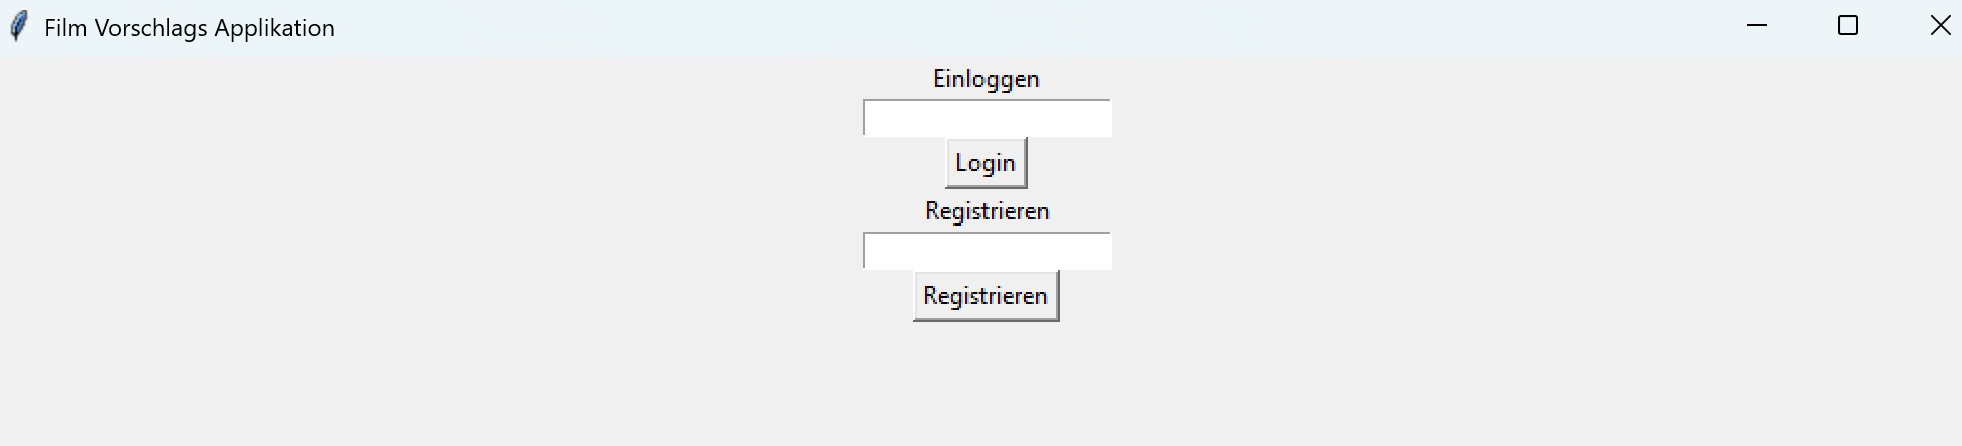 Film Vorschlags Applikation
Einloggen
Login
Registrieren
Registrieren